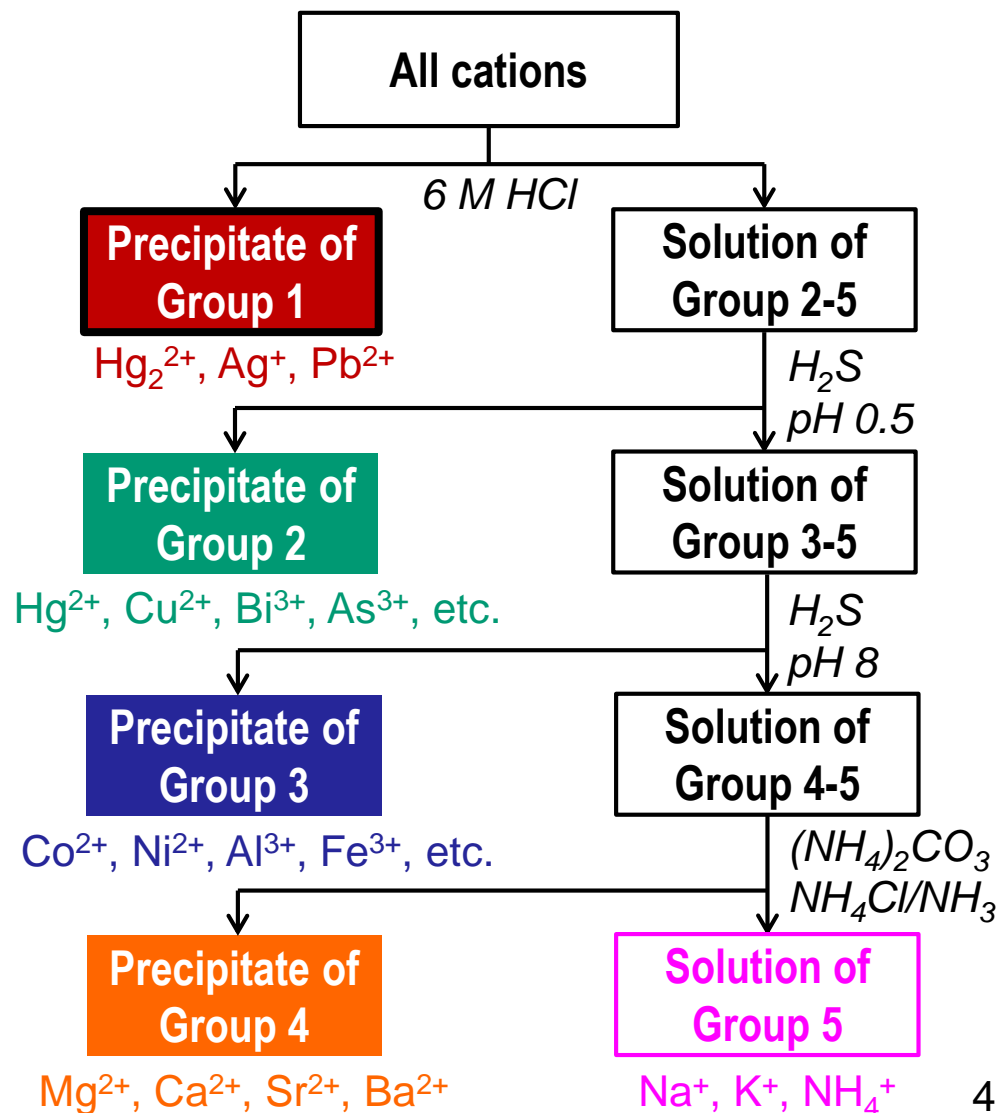 All cations
6 M HCl
Precipitate of
Group 1
Solution of
Group 2-5
Hg₂²⁺, Ag⁺, Pb²⁺
H₂S
pH 0.5
Precipitate of
Group 2
Solution of
Group 3-5
Hg²⁺, Cu²⁺, Bi³⁺, As³⁺, etc.
H₂S
pH 8
Precipitate of
Group 3
Solution of
Group 4-5
Co²⁺, Ni²⁺, Al³⁺, Fe³⁺, etc.
(NH₄)₂CO₃
NH₄Cl/NH₃
Precipitate of
Group 4
Solution of
Group 5
Mg²⁺, Ca²⁺, Sr²⁺, Ba²⁺
Na⁺, K⁺, NH₄⁺
4